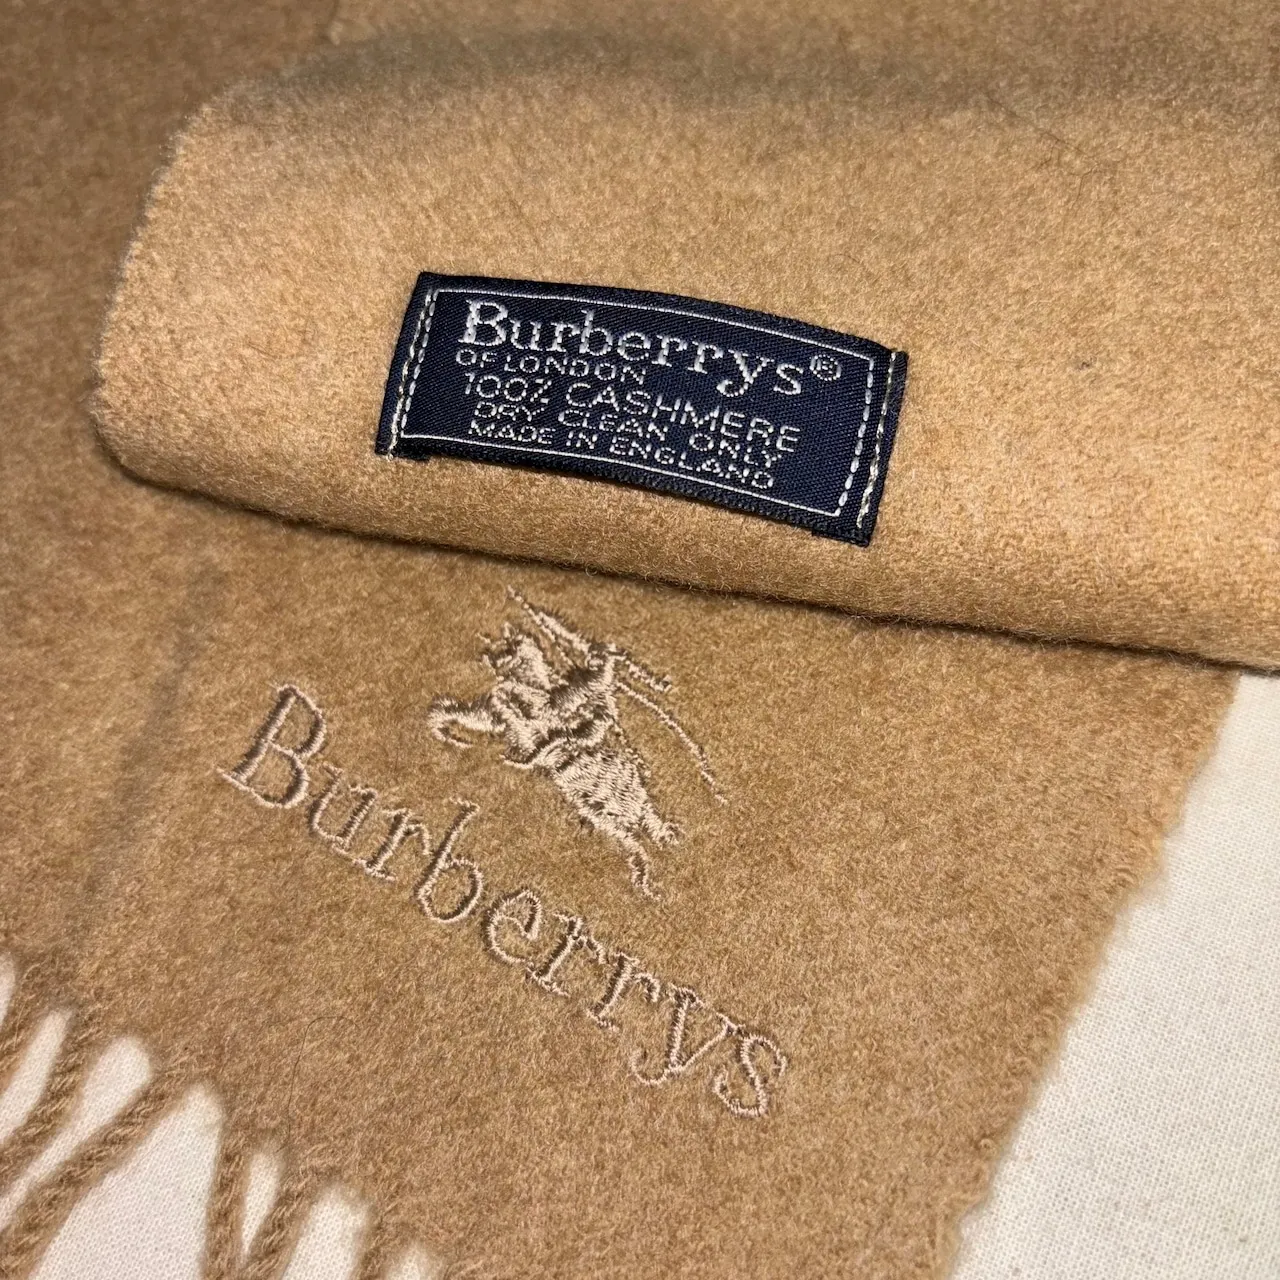 Burberrys®
OF LONDON
100% CASHMERE
DRY CLEAN ONLY
MADE IN ENGLAND
Burberrys